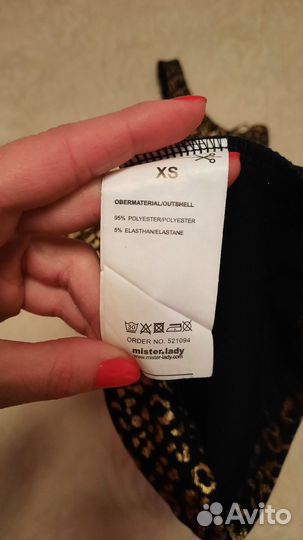 XS
OBERMATERIAL/OUTSHELL
95% POLYESTER/POLYESTER
5% ELASTHAN/ELASTANE
30
ORDER NO. 521094
mister*lady
www.mister-lady.com
Avito